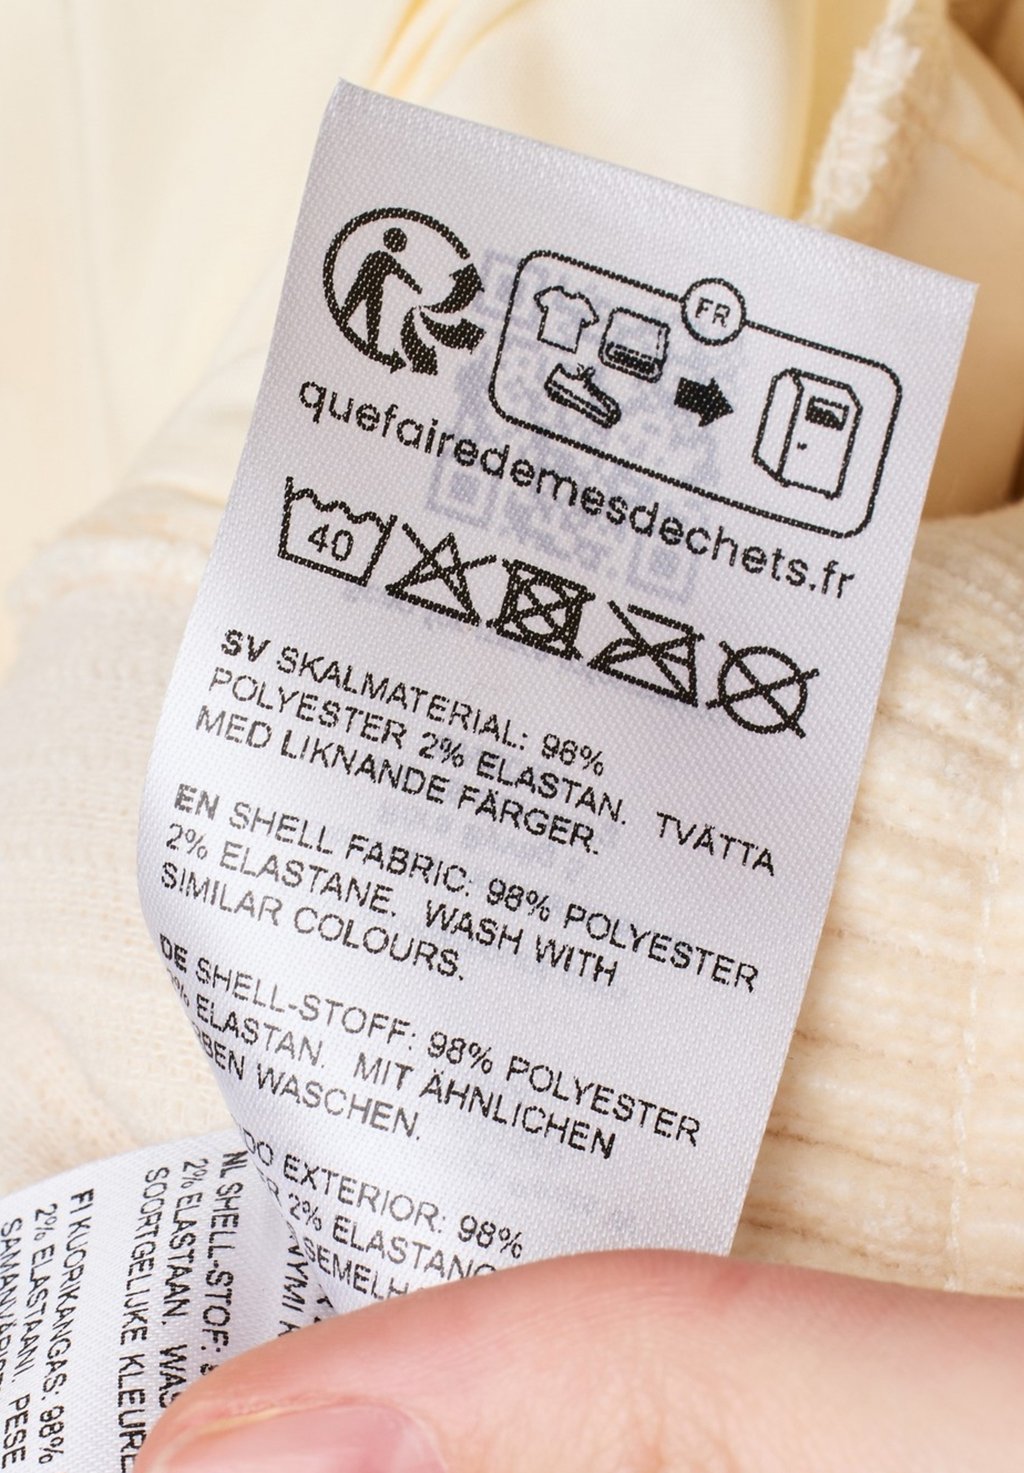 FR
quefairedemesdechets.fr
40
SV SKALMATERIAL: 98%
POLYESTER 2% ELASTAN. TVÄTTA
MED LIKNANDE FÄRGER.
EN SHELL FABRIC: 98% POLYESTER
2% ELASTANE. WASH WITH
SIMILAR COLOURS.
DE SHELL-STOFF: 98% POLYESTER
ELASTAN. MIT ÄHNLICHEN
WASCHEN.
EXTERIOR: 98%
2% ELASTANO
NL SHELL-STOF:
2% ELASTAAN.
SOORTGELIJKE
FI KUORIKANGAS: 98%
2% ELASTAANI. PESE